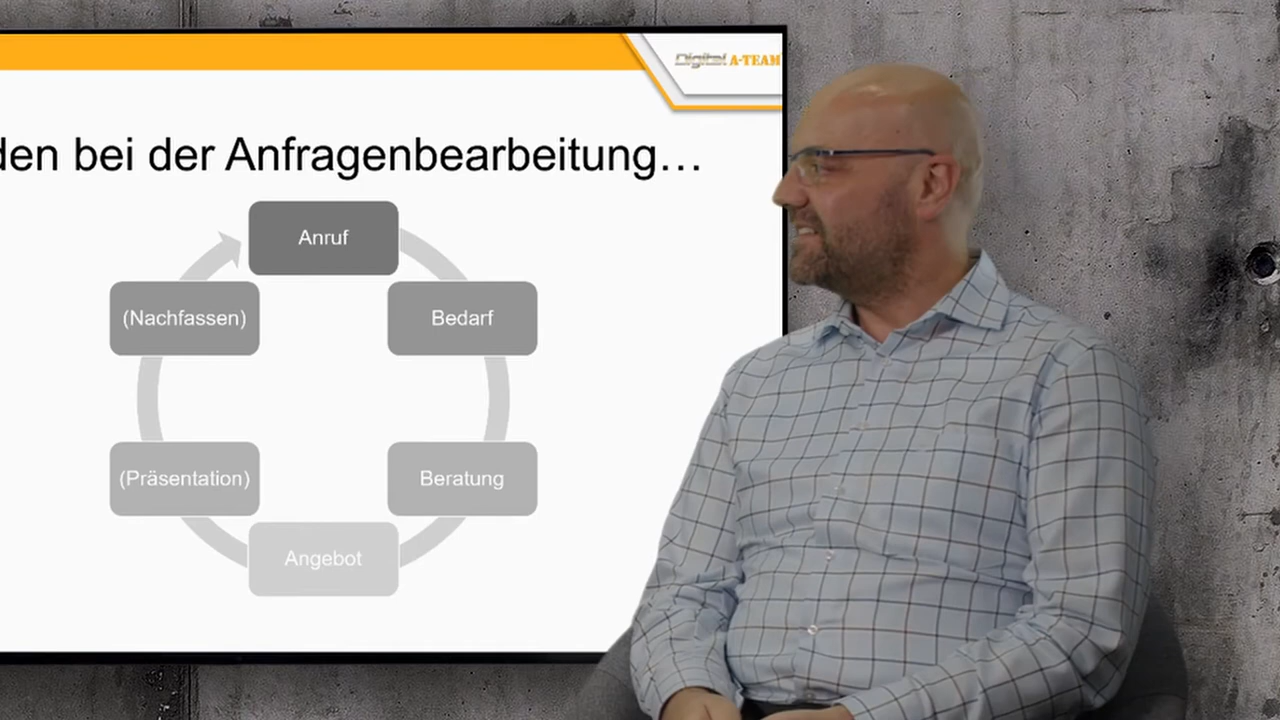 Digital A-TEAM
den bei der Anfragenbearbeitung…
Anruf
(Nachfassen)
Bedarf
(Präsentation)
Beratung
Angebot